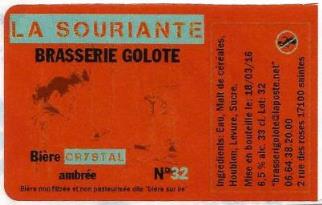 LA SOURIANTE
BRASSERIE GOLOTE
Bière CRYSTAL
ambrée
N°32
Bière non filtrée et non pasteurisée dite "bière sur lie"
Ingrédients: Eau, Malt de céréales,
Houblon, Levure, Sucre.
Mise en bouteille le: 18/03/16
6,5 % alc. 33 cl. Lot: 32
"brasseriegolote@laposte.net"
06.64.38.20.00
2 rue des roses 17100 saintes